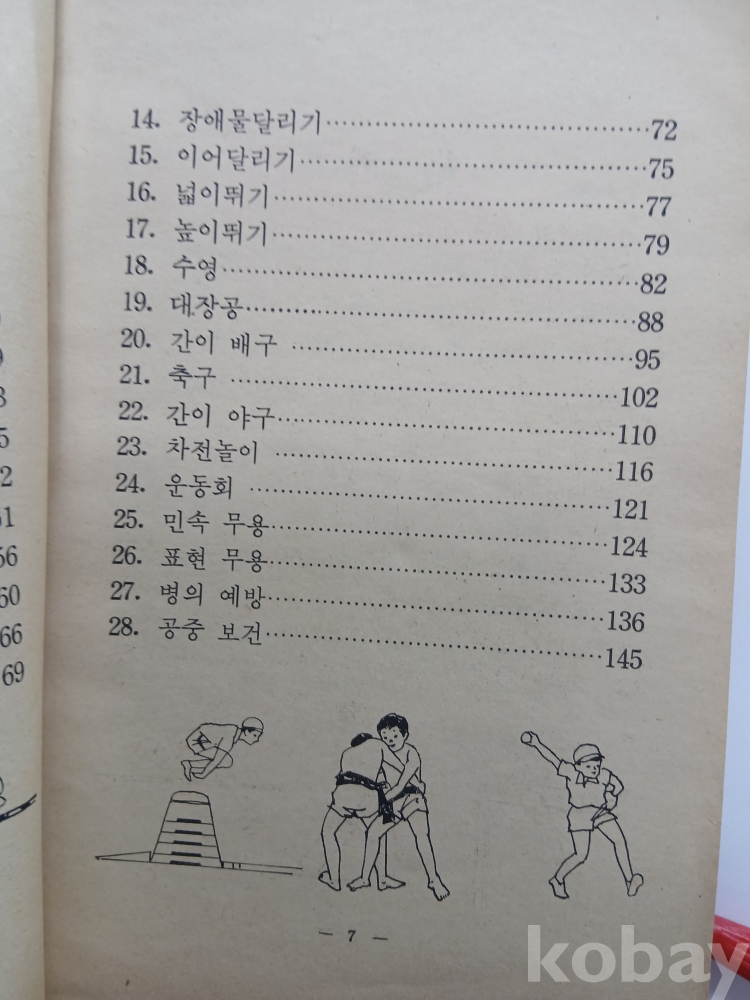 14. 장애물달리기……………………………………72
15. 이어달리기……………………………………75
16. 넓이뛰기……………………………………77
17. 높이뛰기……………………………………79
18. 수영……………………………………82
19. 대장공……………………………………88
20. 간이 배구 ……………………………………95
21. 축구 ……………………………………102
22. 간이 야구……………………………………110
23. 차전놀이 ……………………………………116
24. 운동회 ……………………………………121
25. 민속 무용……………………………………124
26. 표현 무용……………………………………133
27. 병의 예방……………………………………136
28. 공중 보건……………………………………145
56
60
66
69
— 7 —
kobay